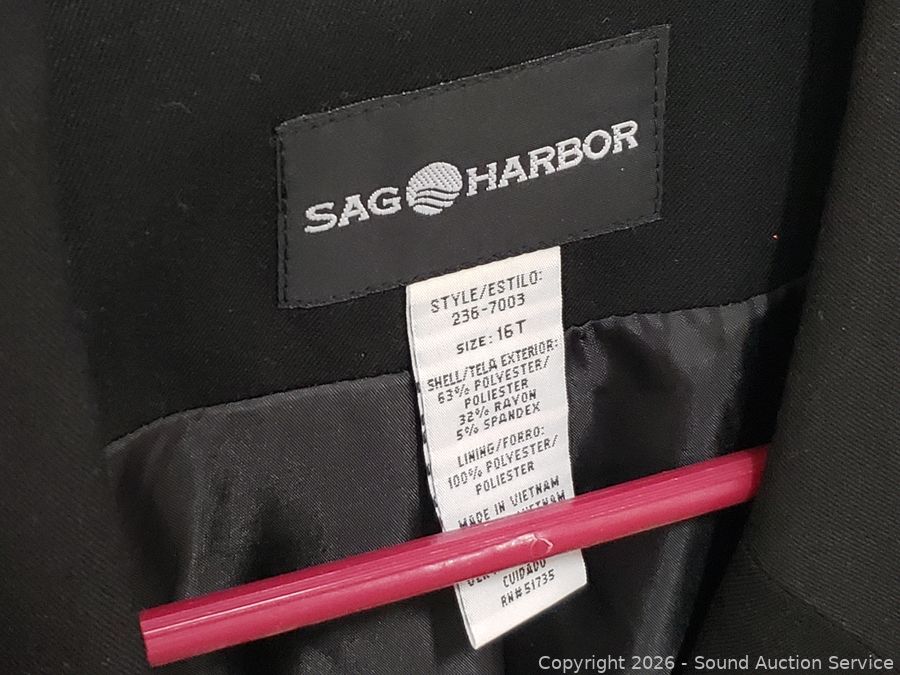 SAG HARBOR
STYLE/ESTILO:
236-7003
SIZE: 16T
SHELL/TELA EXTERIOR:
63% POLYESTER/
POLIESTER
32% RAYON
5% SPANDEX
LINING/FORRO:
100% POLYESTER/
POLIESTER
MADE IN VIETNAM
CUIDADO
RN#51735
Copyright 2026 - Sound Auction Service